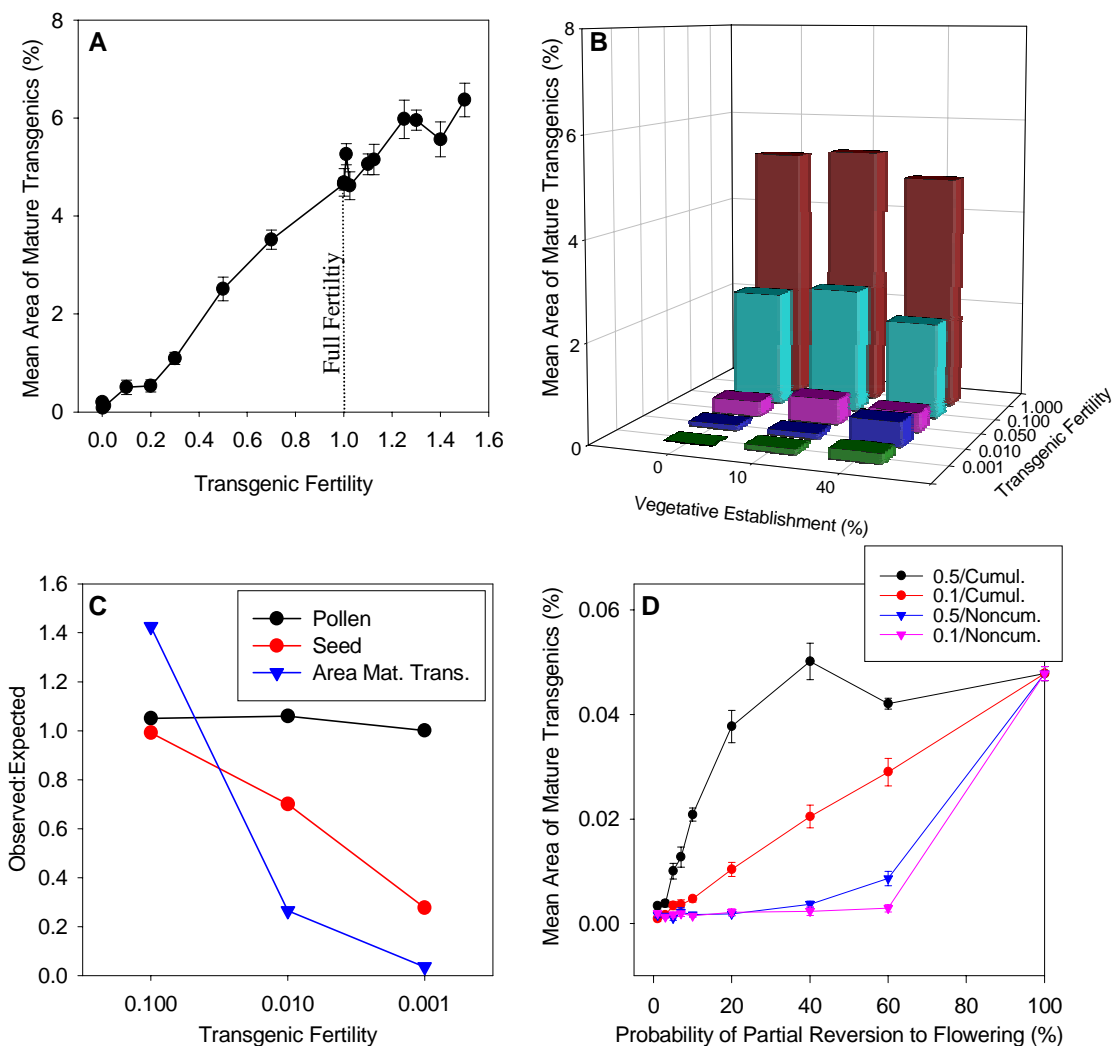 A
Mean Area of Mature Transgenics (%)
8
6
4
2
0
Full Fertiltiy
0.0 0.2 0.4 0.6 0.8 1.0 1.2 1.4 1.6
Transgenic Fertility
B
Mean Area of Mature Transgenics (%)
8
6
4
2
0
0
10
40
Vegetative Establishment (%)
1.000
0.100
0.050
0.010
0.001
Transgenic Fertility
C
Observed:Expected
1.6
1.4
1.2
1.0
0.8
0.6
0.4
0.2
0.0
Pollen
Seed
Area Mat. Trans.
0.100 0.010 0.001
Transgenic Fertility
D
Mean Area of Mature Transgenics (%)
0.06
0.04
0.02
0.00
0.5/Cumul.
0.1/Cumul.
0.5/Noncum.
0.1/Noncum.
0 20 40 60 80 100
Probability of Partial Reversion to Flowering (%)